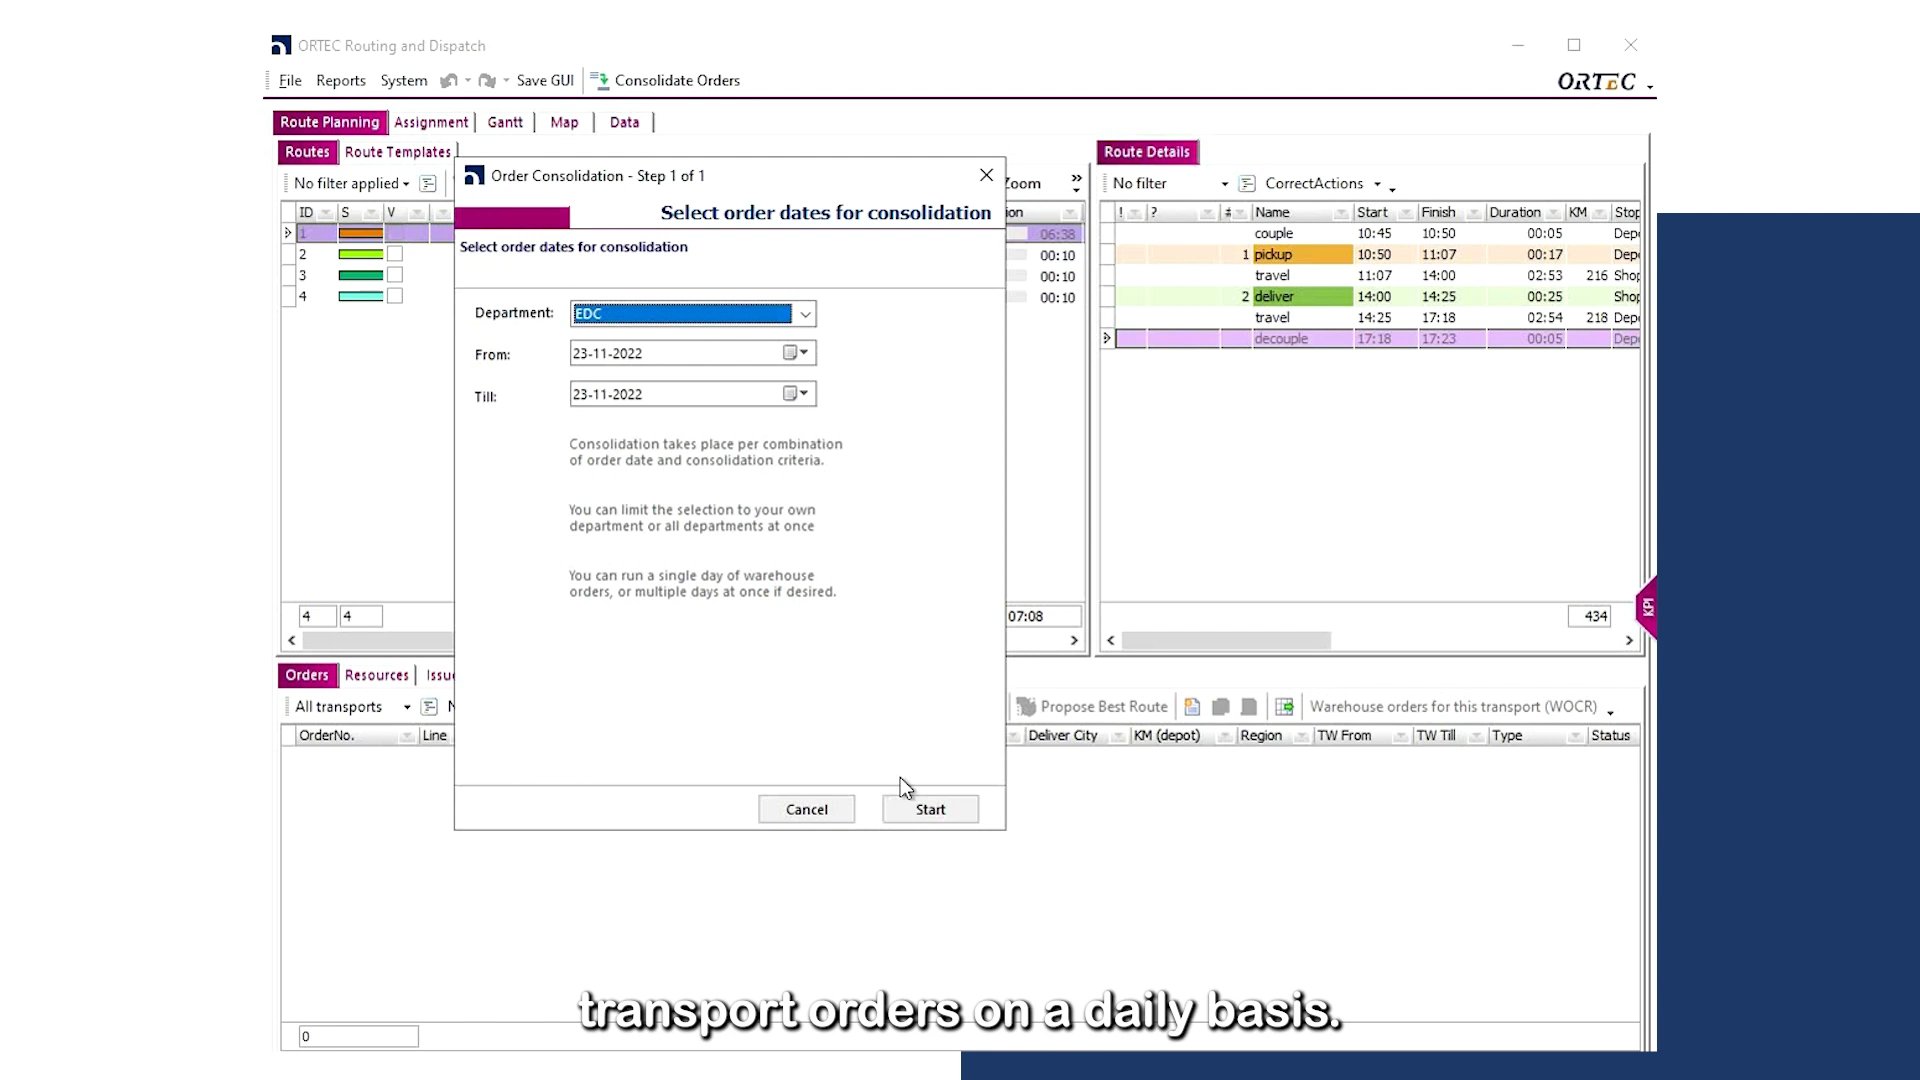 ORTEC Routing and Dispatch
File Reports System Save GUI Consolidate Orders
ORTEC
Route Planning Assignment Gantt Map Data
Routes Route Templates
No filter applied
ID S V
1
2
3
4
4 4
Order Consolidation - Step 1 of 1
Select order dates for consolidation
Select order dates for consolidation
Department: EDC
From: 23-11-2022
Till: 23-11-2022
Consolidation takes place per combination
of order date and consolidation criteria.
You can limit the selection to your own
department or all departments at once
You can run a single day of warehouse
orders, or multiple days at once if desired.
Cancel Start
Zoom »
ion
06:38
00:10
00:10
00:10
07:08
Route Details
No filter CorrectActions
! ? # Name Start Finish Duration KM Stop
couple 10:45 10:50 00:05 Depo
1 pickup 10:50 11:07 00:17 Depo
travel 11:07 14:00 02:53 216 Shop
2 deliver 14:00 14:25 00:25 Shop
travel 14:25 17:18 02:54 218 Depo
decouple 17:18 17:23 00:05 Depo
434
KPI
Orders Resources Issue
All transports N
Propose Best Route Warehouse orders for this transport (WOCR)
OrderNo. Line Deliver City KM (depot) Region TW From TW Till Type Status
transport orders on a daily basis.
0